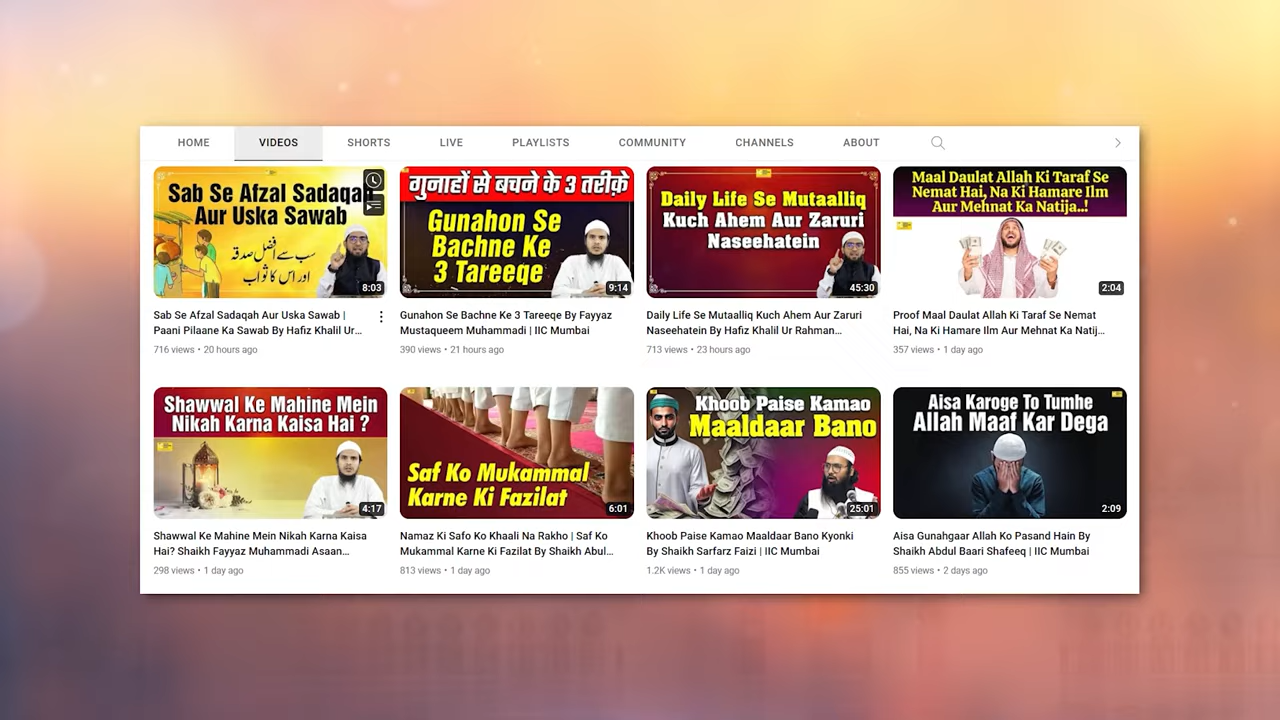 HOME VIDEOS SHORTS LIVE PLAYLISTS COMMUNITY CHANNELS ABOUT
Sab Se Afzal Sadaqah
Aur Uska Sawab
سب سے افضل صدقہ
اور اس کا ثواب
8:03
गुनाहों से बचने के 3 तरीक़े
Gunahon Se
Bachne Ke
3 Tareeqe
9:14
Daily Life Se Mutaalliq
Kuch Ahem Aur Zaruri
Naseehatein
45:30
Maal Daulat Allah Ki Taraf Se
Nemat Hai, Na Ki Hamare Ilm
Aur Mehnat Ka Natija..!
2:04
Sab Se Afzal Sadaqah Aur Uska Sawab |
Paani Pilaane Ka Sawab By Hafiz Khalil Ur...
716 views • 20 hours ago
Gunahon Se Bachne Ke 3 Tareeqe By Fayyaz
Mustaqueem Muhammadi | IIC Mumbai
390 views • 21 hours ago
Daily Life Se Mutaalliq Kuch Ahem Aur Zaruri
Naseehatein By Hafiz Khalil Ur Rahman...
713 views • 23 hours ago
Proof Maal Daulat Allah Ki Taraf Se Nemat
Hai, Na Ki Hamare Ilm Aur Mehnat Ka Natij...
357 views • 1 day ago
Shawwal Ke Mahine Mein
Nikah Karna Kaisa Hai ?
4:17
Saf Ko Mukammal
Karne Ki Fazilat
6:01
Khoob Paise Kamao
Maaldaar Bano
25:01
Aisa Karoge To Tumhe
Allah Maaf Kar Dega
2:09
Shawwal Ke Mahine Mein Nikah Karna Kaisa
Hai? Shaikh Fayyaz Muhammadi Asaan...
298 views • 1 day ago
Namaz Ki Safo Ko Khaali Na Rakho | Saf Ko
Mukammal Karne Ki Fazilat By Shaikh Abul...
813 views • 1 day ago
Khoob Paise Kamao Maaldaar Bano Kyonki
By Shaikh Sarfarz Faizi | IIC Mumbai
1.2K views • 1 day ago
Aisa Gunahgaar Allah Ko Pasand Hain By
Shaikh Abdul Baari Shafeeq | IIC Mumbai
855 views • 2 days ago